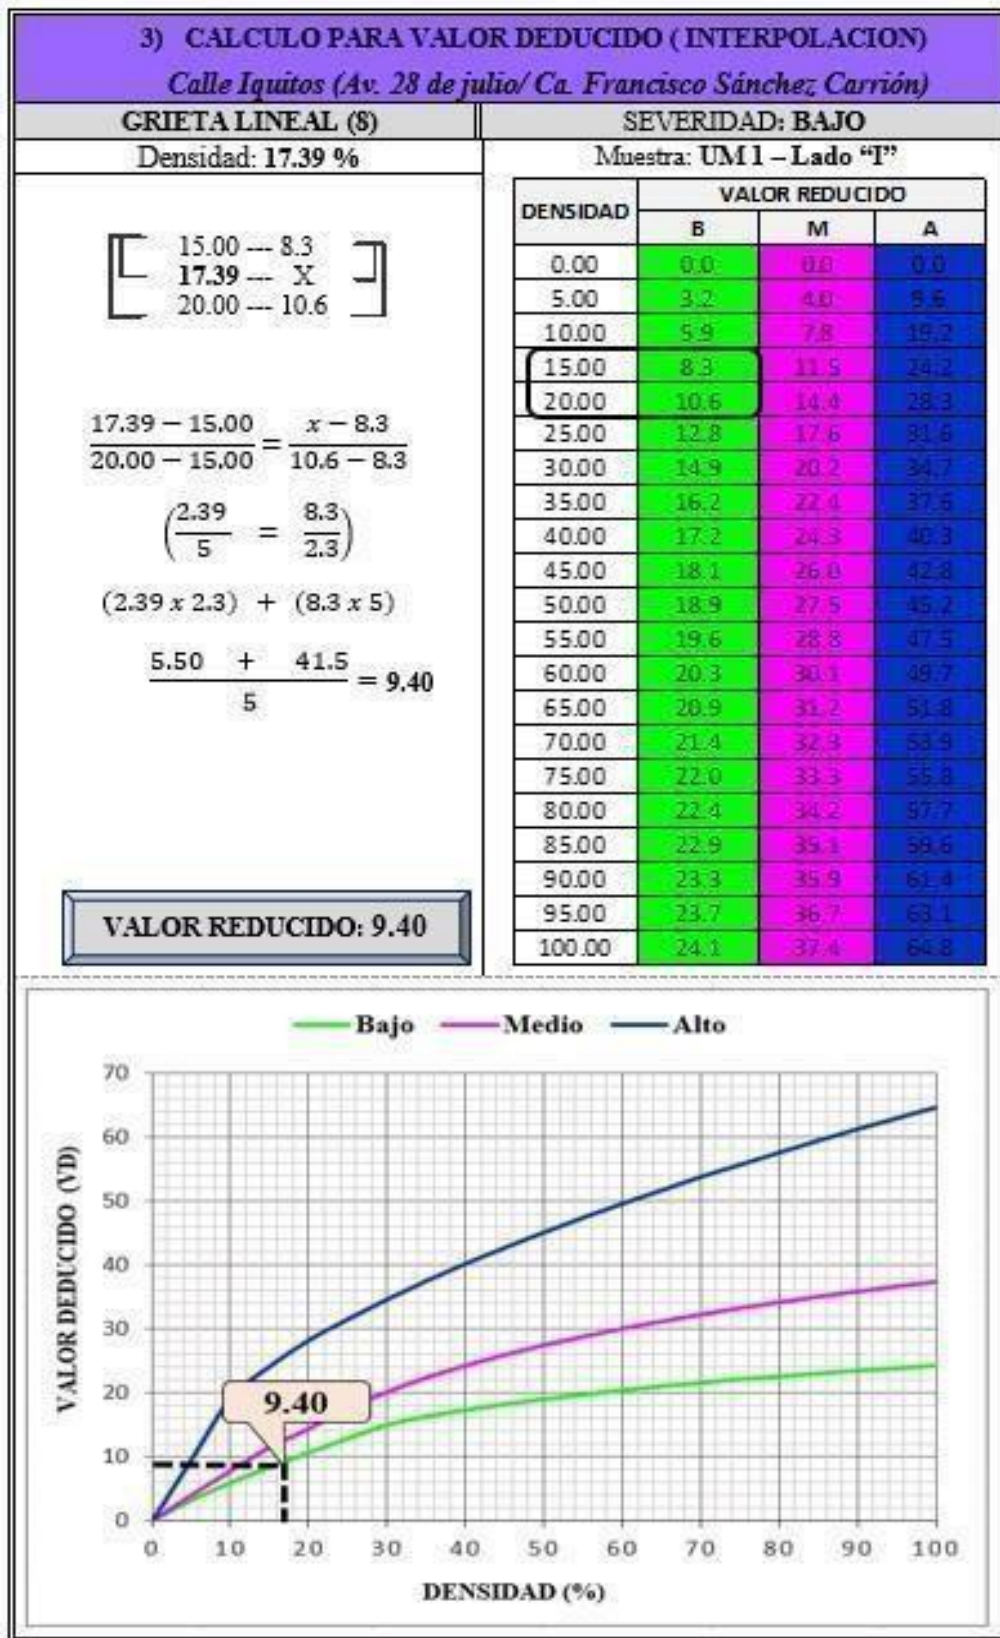 3) CALCULO PARA VALOR DEDUCIDO ( INTERPOLACION)
Calle Iquitos (Av. 28 de julio/ Ca. Francisco Sánchez Carrión)
GRIETA LINEAL (8)
SEVERIDAD: BAJO
Densidad: 17.39 %
Muestra: UM 1 – Lado “I”
15.00 --- 8.3
17.39 --- X
20.00 --- 10.6
17.39 − 15.00 / 20.00 − 15.00 = x − 8.3 / 10.6 − 8.3
(2.39 / 5 = 8.3 / 2.3)
(2.39 x 2.3) + (8.3 x 5)
5.50 + 41.5 / 5 = 9.40
VALOR REDUCIDO: 9.40
DENSIDAD VALOR REDUCIDO
B M A
0.00 0.0 0.0 0.0
5.00 3.2 4.0 9.6
10.00 5.9 7.8 19.2
15.00 8.3 11.5 24.2
20.00 10.6 14.4 28.3
25.00 12.8 17.6 31.6
30.00 14.9 20.2 34.7
35.00 16.2 22.4 37.6
40.00 17.2 24.3 40.3
45.00 18.1 26.0 42.8
50.00 18.9 27.5 45.2
55.00 19.6 28.8 47.5
60.00 20.3 30.1 49.7
65.00 20.9 31.2 51.8
70.00 21.4 32.3 53.9
75.00 22.0 33.3 55.8
80.00 22.4 34.2 57.7
85.00 22.9 35.1 59.6
90.00 23.3 35.9 61.4
95.00 23.7 36.7 63.1
100.00 24.1 37.4 64.8
Bajo Medio Alto
VALOR DEDUCIDO (VD)
70
60
50
40
30
20
10
0
9.40
0 10 20 30 40 50 60 70 80 90 100
DENSIDAD (%)